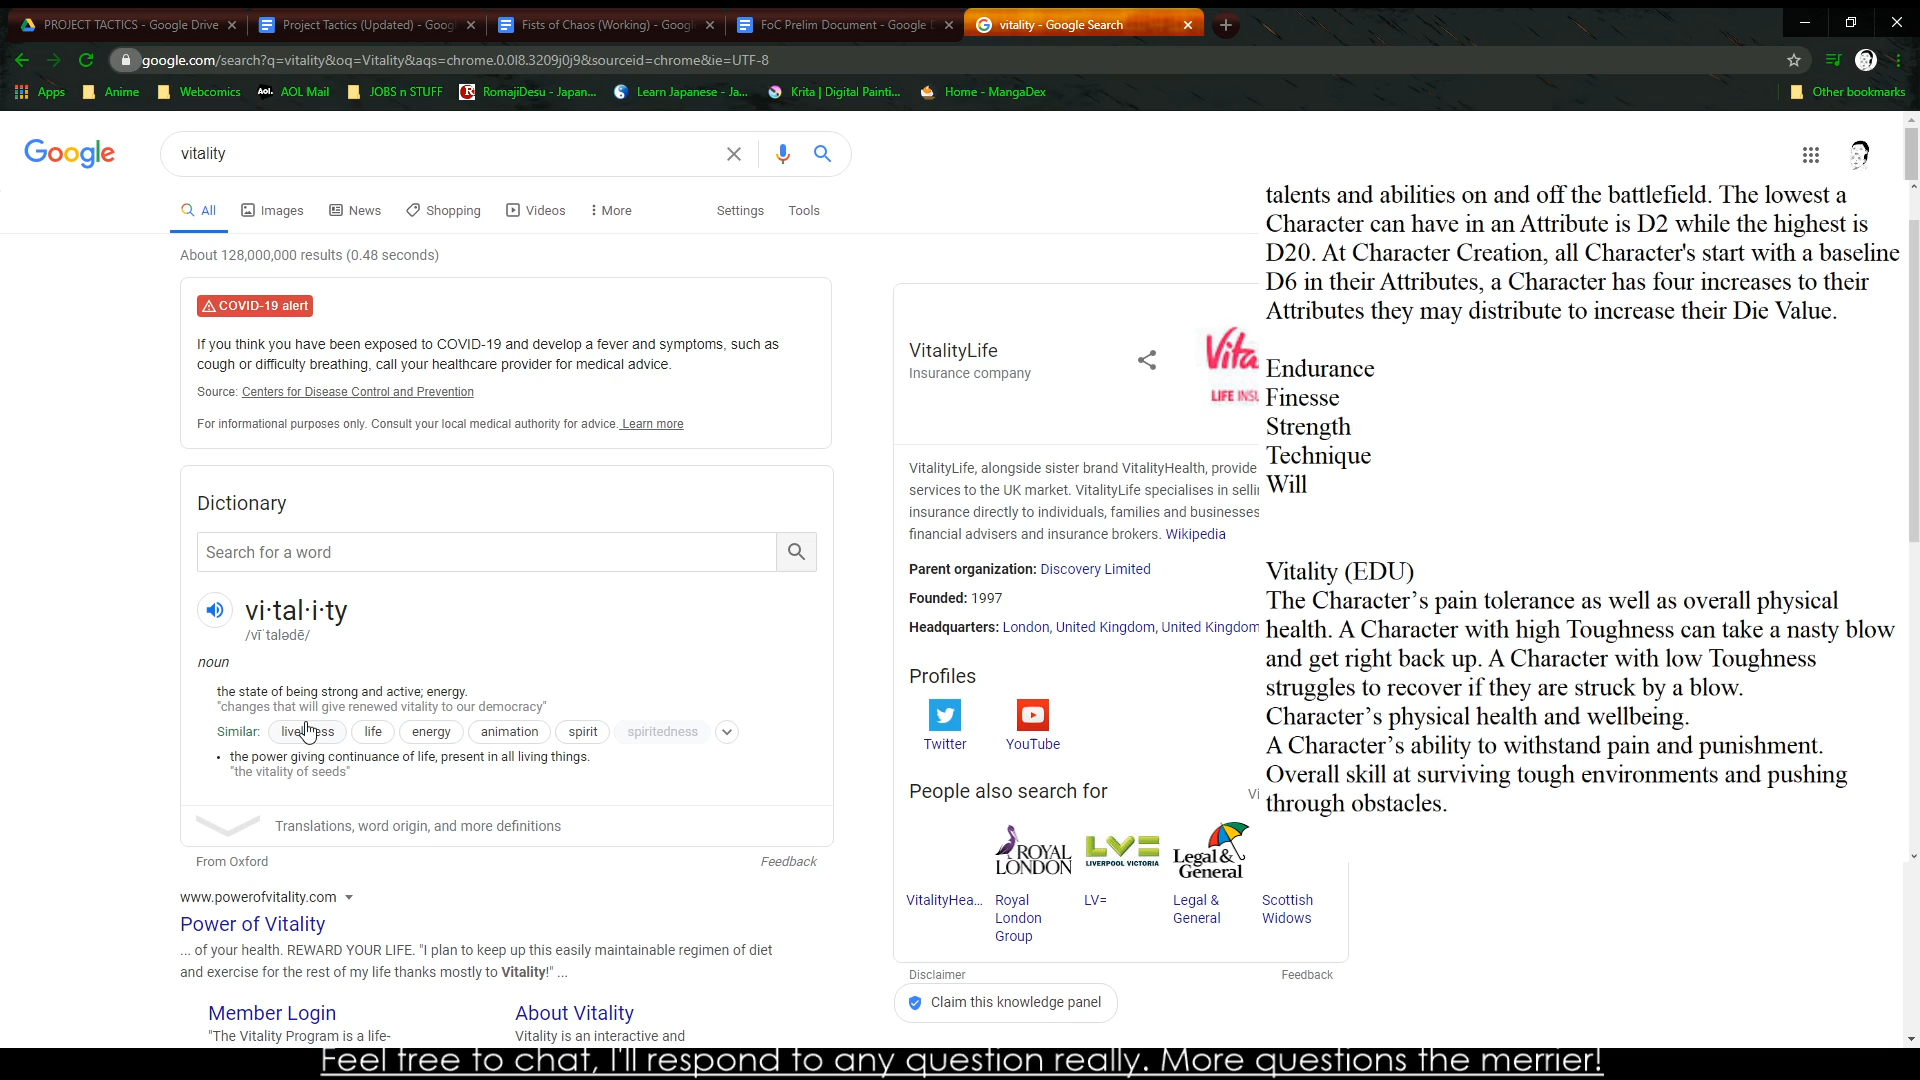 PROJECT TACTICS - Google Drive
Project Tactics (Updated) - Goog
Fists of Chaos (Working) - Googl
FoC Prelim Document - Google D
vitality - Google Search
google.com/search?q=vitality&oq=Vitality&aqs=chrome.0.0l8.3209j0j9&sourceid=chrome&ie=UTF-8
Apps
Anime
Webcomics
Aol.
AOL Mail
JOBS n STUFF
RomajiDesu - Japan...
Learn Japanese - Ja...
Krita | Digital Painti...
Home - MangaDex
Other bookmarks
Google
vitality
All
Images
News
Shopping
Videos
More
Settings
Tools
About 128,000,000 results (0.48 seconds)
COVID-19 alert
If you think you have been exposed to COVID-19 and develop a fever and symptoms, such as
cough or difficulty breathing, call your healthcare provider for medical advice.
Source: Centers for Disease Control and Prevention
For informational purposes only. Consult your local medical authority for advice. Learn more
Dictionary
Search for a word
vi·tal·i·ty
/vīˈtalədē/
noun
the state of being strong and active; energy.
"changes that will give renewed vitality to our democracy"
Similar:
life
energy
animation
spirit
spiritedness
• the power giving continuance of life, present in all living things.
"the vitality of seeds"
Translations, word origin, and more definitions
From Oxford
Feedback
www.powerofvitality.com
Power of Vitality
... of your health. REWARD YOUR LIFE. "I plan to keep up this easily maintainable regimen of diet
and exercise for the rest of my life thanks mostly to Vitality!" ...
Member Login
"The Vitality Program is a life-
About Vitality
Vitality is an interactive and
VitalityLife
Insurance company
Vita
LIFE INSU
VitalityLife, alongside sister brand VitalityHealth, provide
services to the UK market. VitalityLife specialises in selli
insurance directly to individuals, families and businesses
financial advisers and insurance brokers. Wikipedia
Parent organization: Discovery Limited
Founded: 1997
Headquarters: London, United Kingdom, United Kingdom
Profiles
Twitter
YouTube
People also search for
Vi
ROYAL
LONDON
LV=
LIVERPOOL VICTORIA
Legal &
General
VitalityHea...
Royal
London
Group
LV=
Legal &
General
Scottish
Widows
Disclaimer
Feedback
Claim this knowledge panel
talents and abilities on and off the battlefield. The lowest a
Character can have in an Attribute is D2 while the highest is
D20. At Character Creation, all Character's start with a baseline
D6 in their Attributes, a Character has four increases to their
Attributes they may distribute to increase their Die Value.
Endurance
Finesse
Strength
Technique
Will
Vitality (EDU)
The Character's pain tolerance as well as overall physical
health. A Character with high Toughness can take a nasty blow
and get right back up. A Character with low Toughness
struggles to recover if they are struck by a blow.
Character's physical health and wellbeing.
A Character's ability to withstand pain and punishment.
Overall skill at surviving tough environments and pushing
through obstacles.
Feel free to chat, I'll respond to any question really. More questions the merrier!